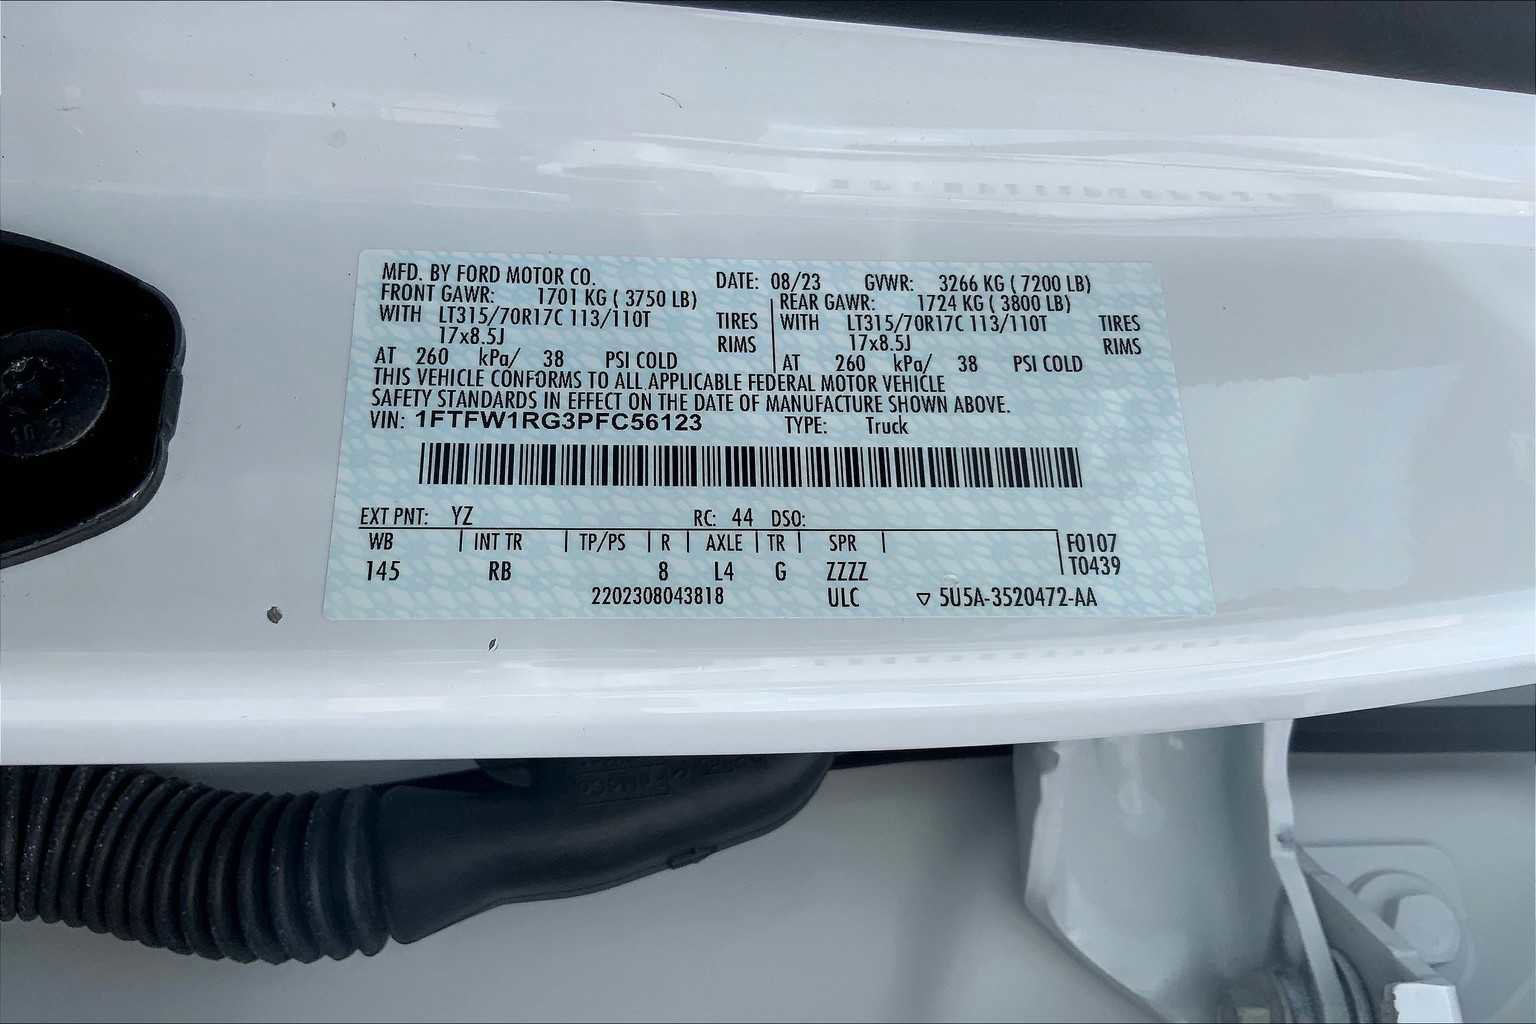 MFD. BY FORD MOTOR CO. DATE: 08/23 GVWR: 3266 KG ( 7200 LB)
FRONT GAWR: 1701 KG ( 3750 LB) REAR GAWR: 1724 KG ( 3800 LB)
WITH LT315/70R17C 113/110T TIRES WITH LT315/70R17C 113/110T TIRES
17x8.5J RIMS 17x8.5J RIMS
AT 260 kPa/ 38 PSI COLD AT 260 kPa/ 38 PSI COLD
THIS VEHICLE CONFORMS TO ALL APPLICABLE FEDERAL MOTOR VEHICLE
SAFETY STANDARDS IN EFFECT ON THE DATE OF MANUFACTURE SHOWN ABOVE.
VIN: 1FTFW1RG3PFC56123 TYPE: Truck
EXT PNT: YZ RC: 44 DSO:
WB INT TR TP/PS R AXLE TR SPR F0107
145 RB 8 L4 G ZZZZ T0439
2202308043818 ULC ▽ 5U5A-3520472-AA